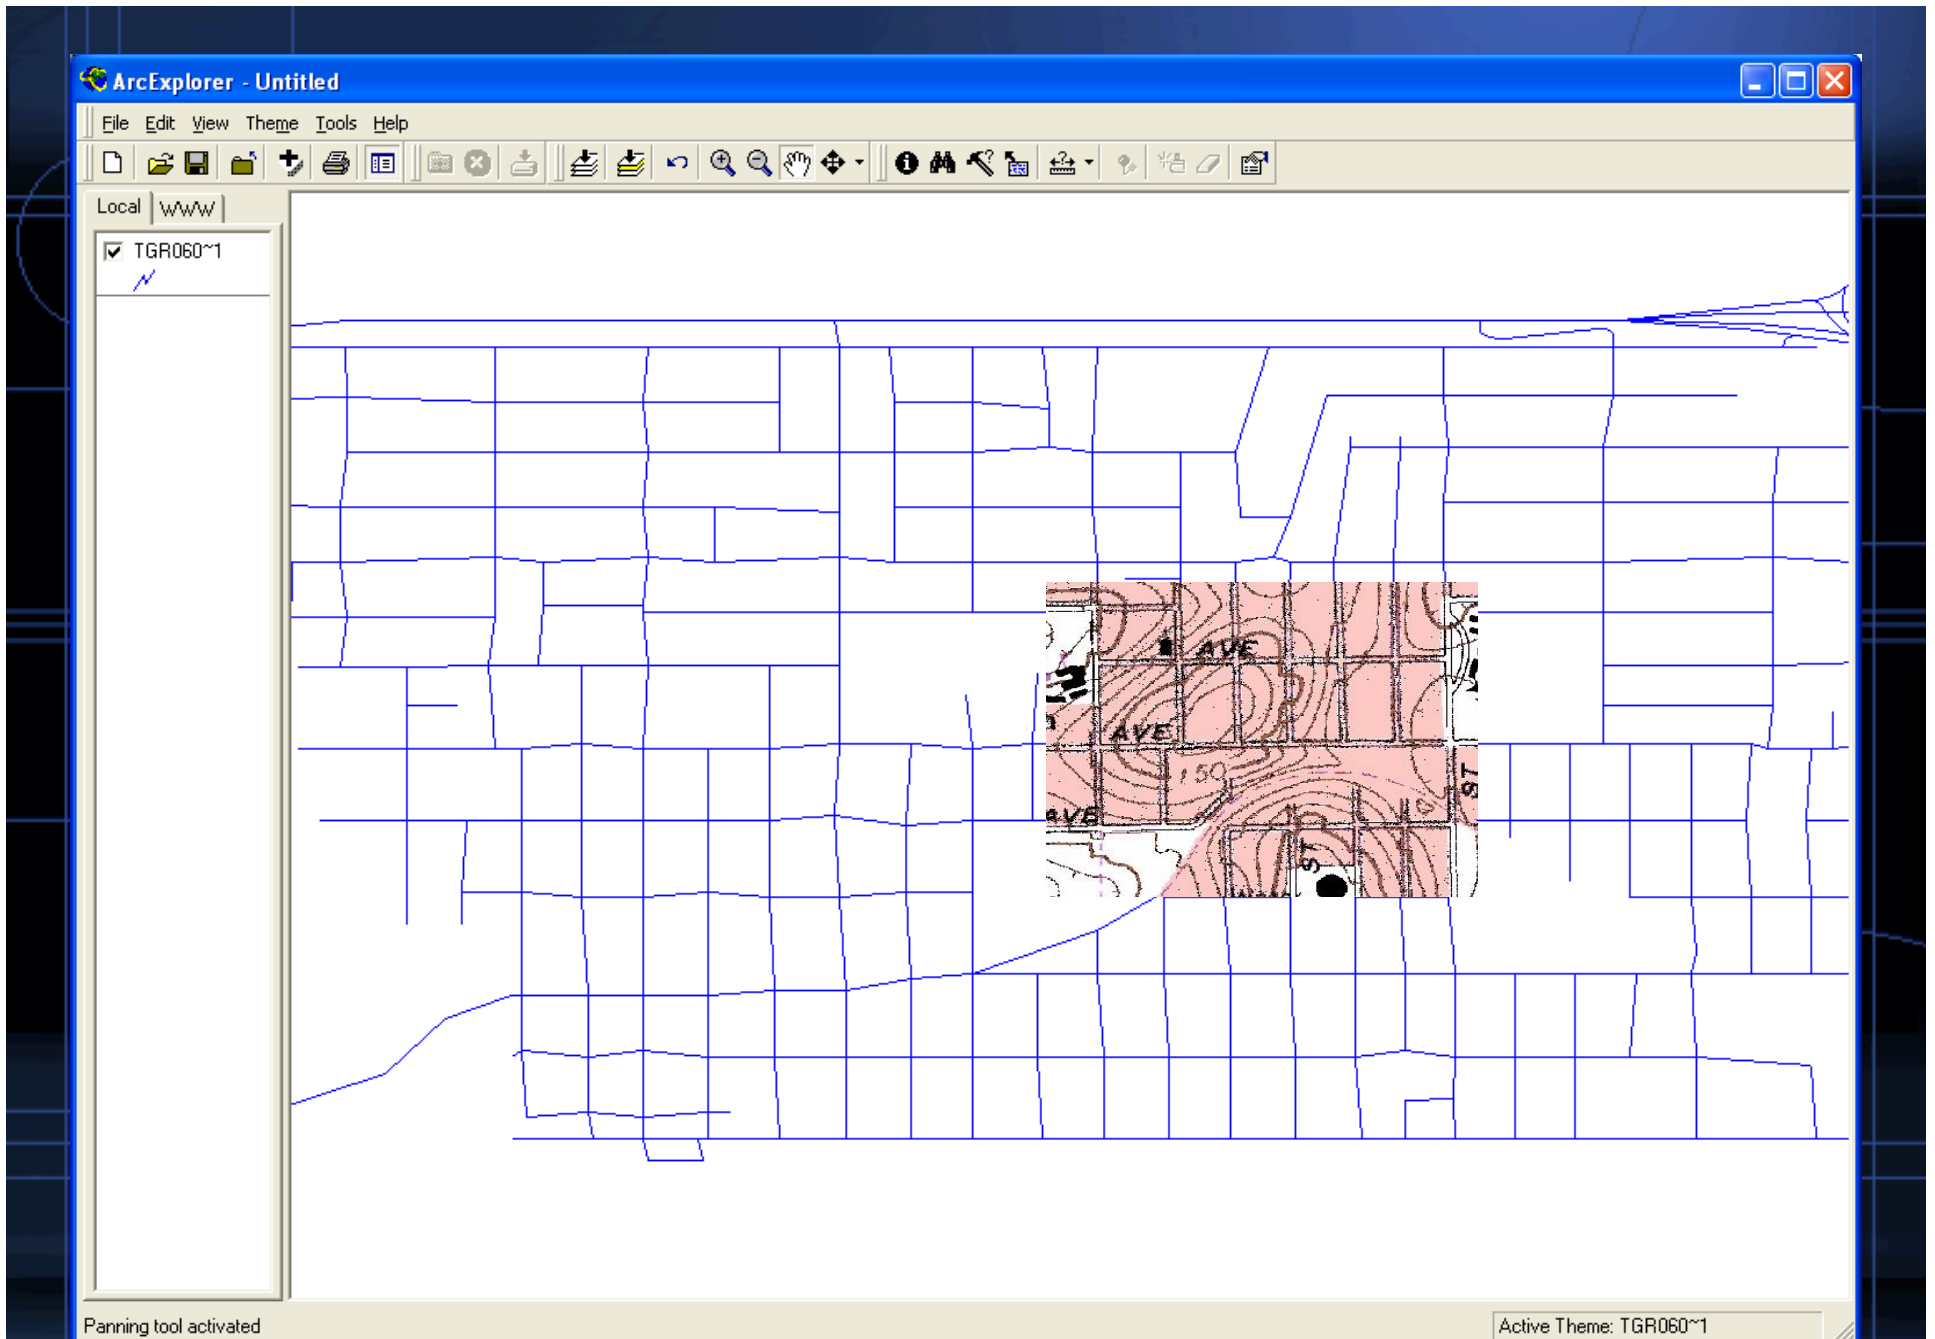 ArcExplorer - Untitled
File Edit View Theme Tools Help
Local WWW
TGR060~1
AVE
AVE
150
ST
AVE
ST
Panning tool activated
Active Theme: TGR060~1